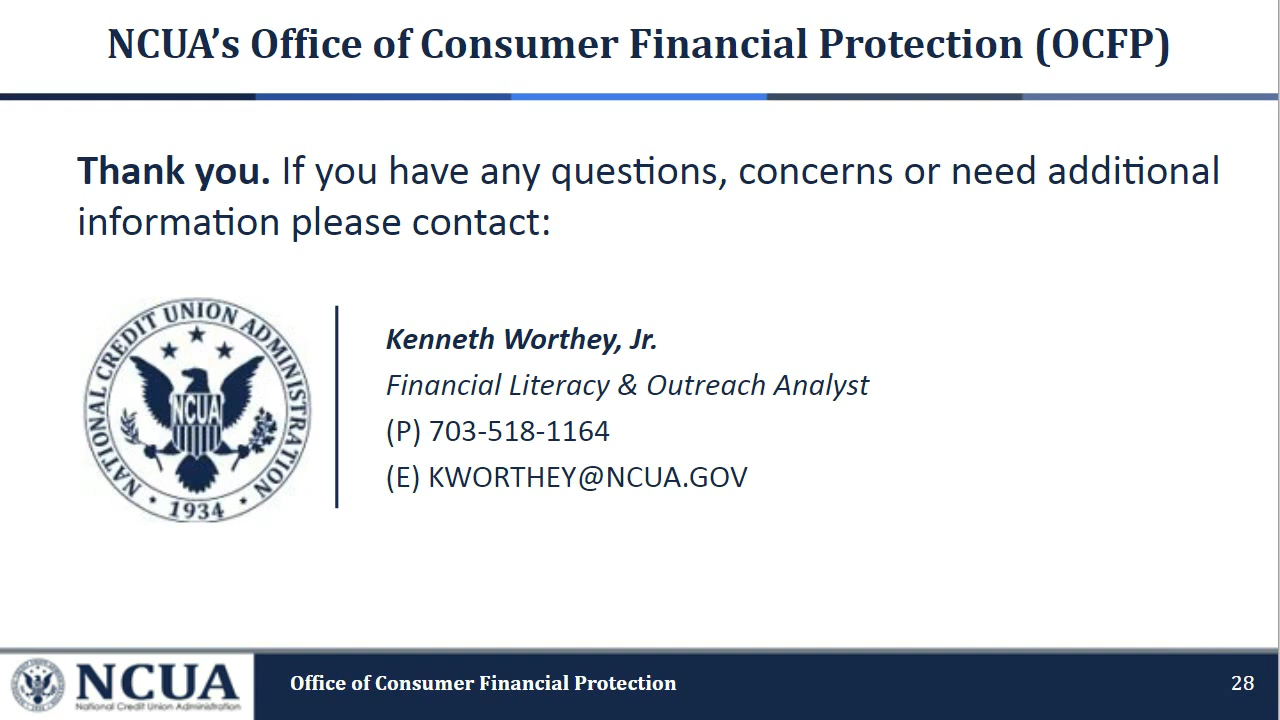 NCUA’s Office of Consumer Financial Protection (OCFP)
Thank you. If you have any questions, concerns or need additional
information please contact:
NATIONAL CREDIT UNION ADMINISTRATION
NCUA
1934
Kenneth Worthey, Jr.
Financial Literacy & Outreach Analyst
(P) 703-518-1164
(E) KWORTHEY@NCUA.GOV
NCUA
National Credit Union Administration
Office of Consumer Financial Protection
28